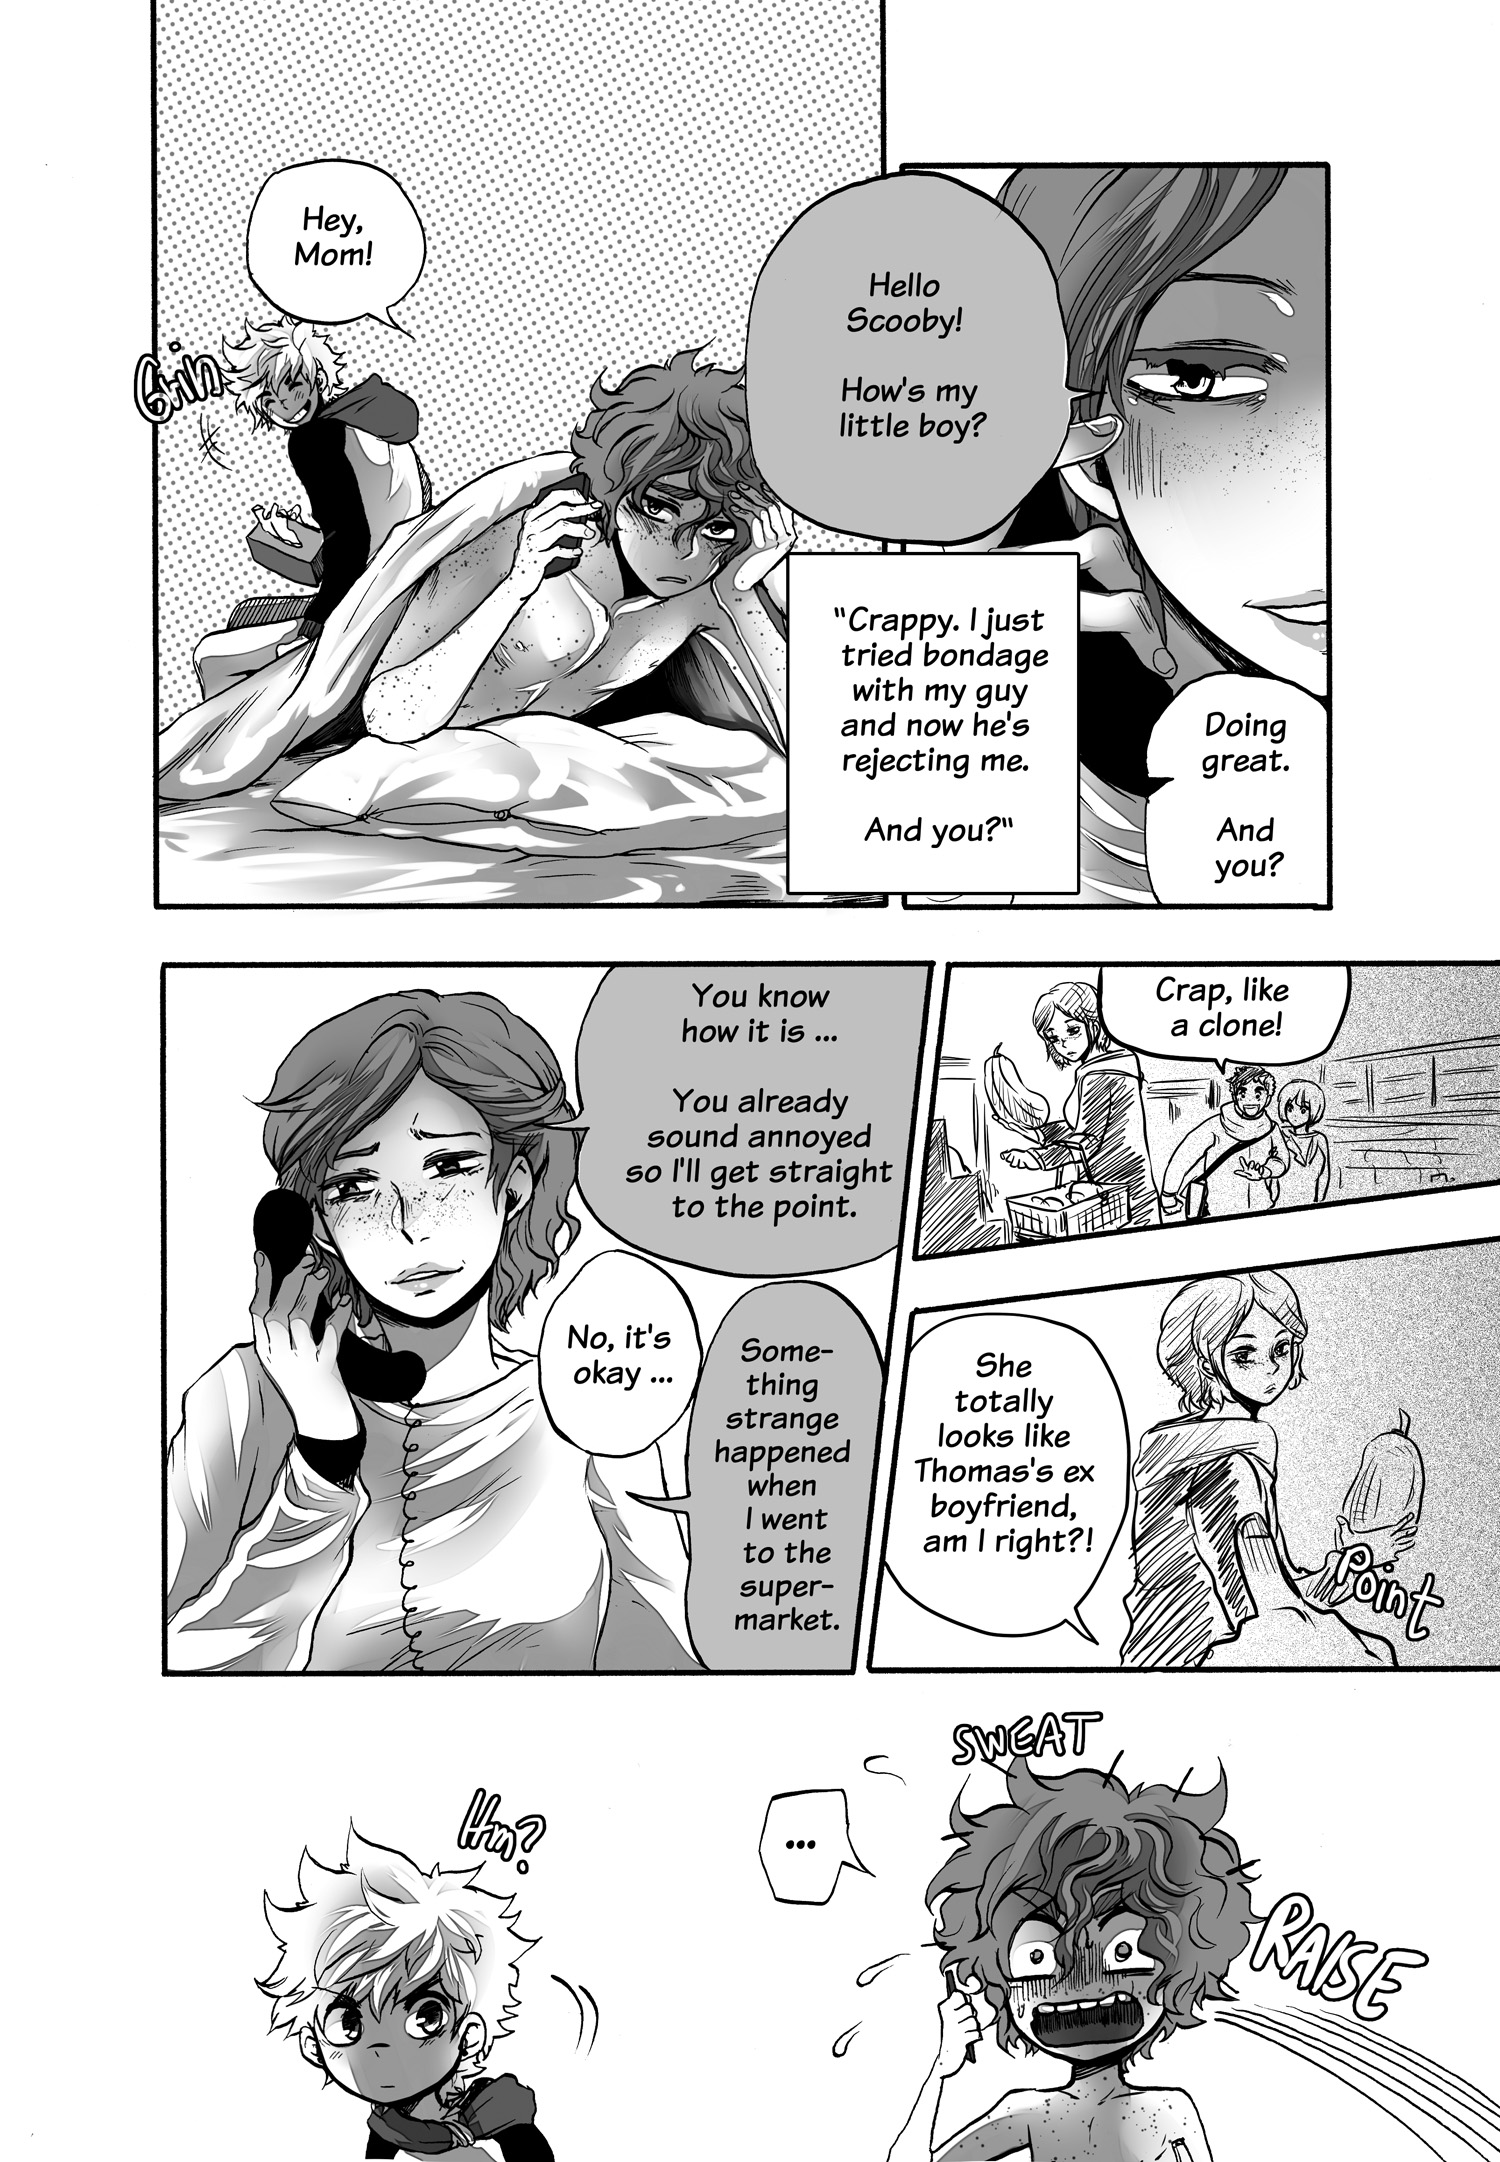 Hey,
Mom!
Grin
Hello
Scooby!
How's my
little boy?
"Crappy. I just
tried bondage
with my guy
and now he's
rejecting me.
And you?"
Doing
great.
And
you?
You know
how it is ...
You already
sound annoyed
so I'll get straight
to the point.
No, it's
okay ...
Some-
thing
strange
happened
when
I went
to the
super-
market.
Crap, like
a clone!
She
totally
looks like
Thomas's ex
boyfriend,
am I right?!
Point
Hm?
...
SWEAT
RAISE